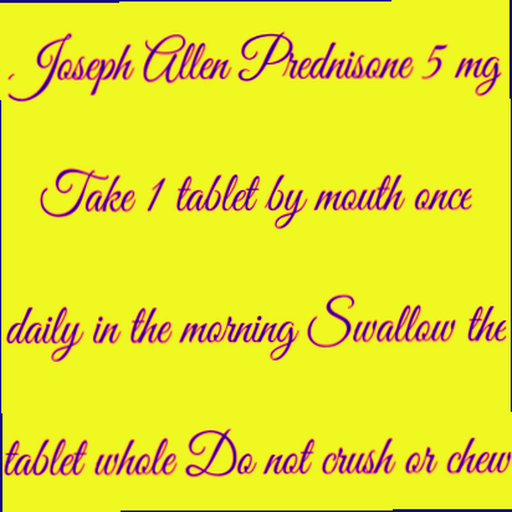 Joseph Allen Prednisone 5 mg
Take 1 tablet by mouth once
daily in the morning Swallow the
tablet whole Do not crush or chew